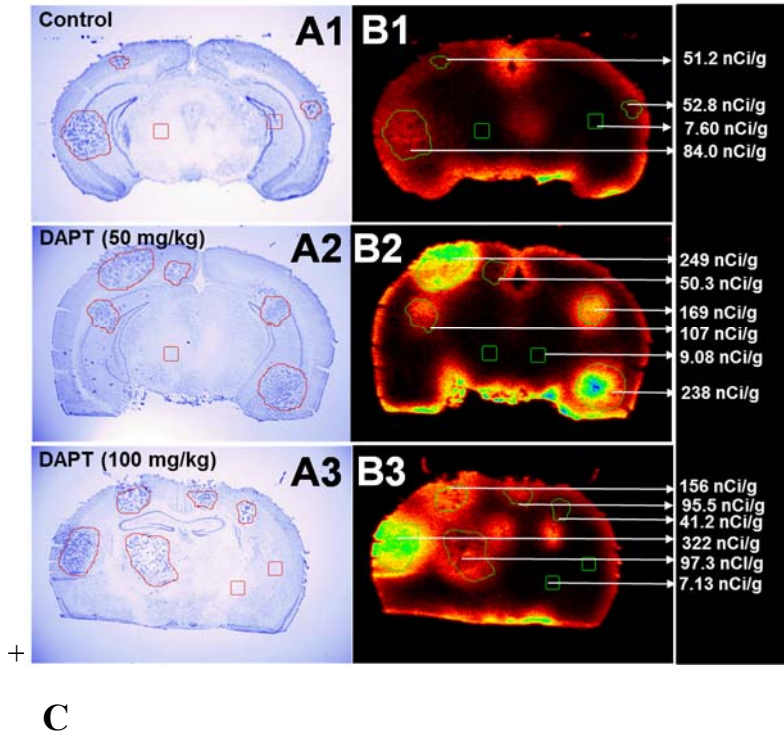 Control
A1
B1
51.2 nCi/g
52.8 nCi/g
7.60 nCi/g
84.0 nCi/g
DAPT (50 mg/kg)
A2
B2
249 nCi/g
50.3 nCi/g
169 nCi/g
107 nCi/g
9.08 nCi/g
238 nCi/g
DAPT (100 mg/kg)
A3
B3
156 nCi/g
95.5 nCi/g
41.2 nCi/g
322 nCi/g
97.3 nCi/g
7.13 nCi/g
+
C